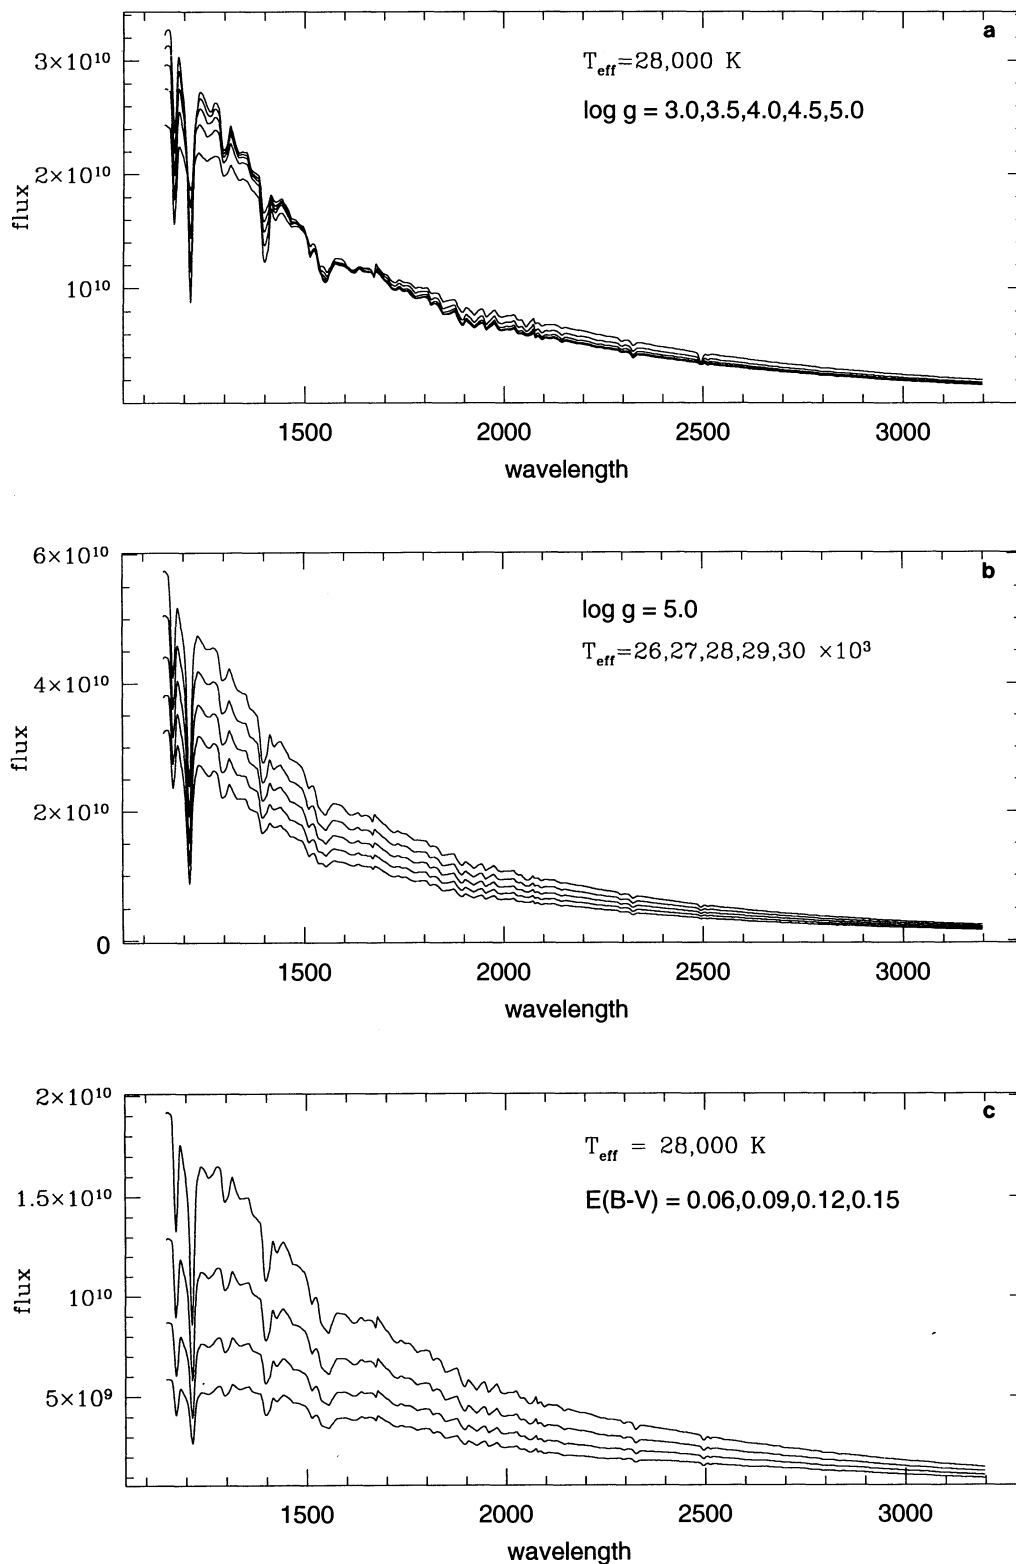 a
3×10¹⁰
T_eff=28,000 K
log g = 3.0,3.5,4.0,4.5,5.0
2×10¹⁰
flux
10¹⁰
1500 2000 2500 3000
wavelength
6×10¹⁰
b
log g = 5.0
T_eff=26,27,28,29,30 ×10³
4×10¹⁰
flux
2×10¹⁰
0
1500 2000 2500 3000
wavelength
2×10¹⁰
c
T_eff = 28,000 K
1.5×10¹⁰
E(B-V) = 0.06,0.09,0.12,0.15
flux
10¹⁰
5×10⁹
1500 2000 2500 3000
wavelength